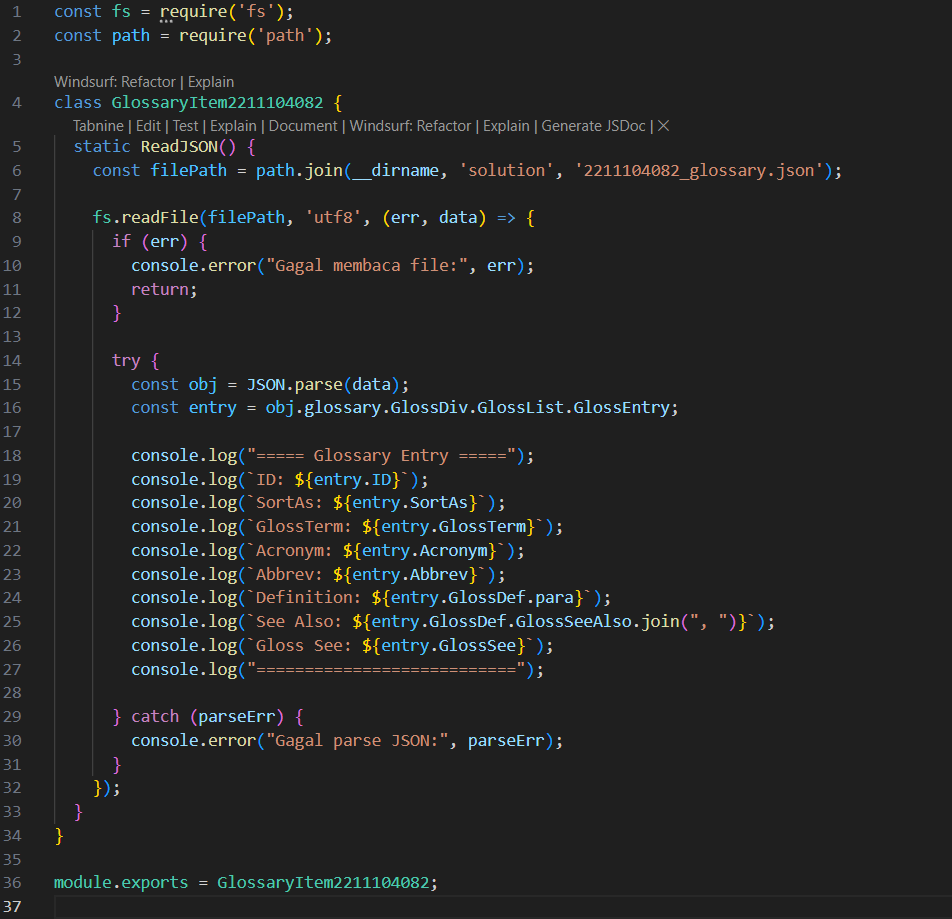 1 const fs = require('fs');
2 const path = require('path');
3
Windsurf: Refactor | Explain
4 class GlossaryItem2211104082 {
Tabnine | Edit | Test | Explain | Document | Windsurf: Refactor | Explain | Generate JSDoc | ×
5   static ReadJSON() {
6     const filePath = path.join(__dirname, 'solution', '2211104082_glossary.json');
7
8     fs.readFile(filePath, 'utf8', (err, data) => {
9       if (err) {
10         console.error("Gagal membaca file:", err);
11         return;
12       }
13
14       try {
15         const obj = JSON.parse(data);
16         const entry = obj.glossary.GlossDiv.GlossList.GlossEntry;
17
18         console.log("===== Glossary Entry =====");
19         console.log(`ID: ${entry.ID}`);
20         console.log(`SortAs: ${entry.SortAs}`);
21         console.log(`GlossTerm: ${entry.GlossTerm}`);
22         console.log(`Acronym: ${entry.Acronym}`);
23         console.log(`Abbrev: ${entry.Abbrev}`);
24         console.log(`Definition: ${entry.GlossDef.para}`);
25         console.log(`See Also: ${entry.GlossDef.GlossSeeAlso.join(", ")}`);
26         console.log(`Gloss See: ${entry.GlossSee}`);
27         console.log("===========================");
28
29       } catch (parseErr) {
30         console.error("Gagal parse JSON:", parseErr);
31       }
32     });
33   }
34 }
35
36 module.exports = GlossaryItem2211104082;
37